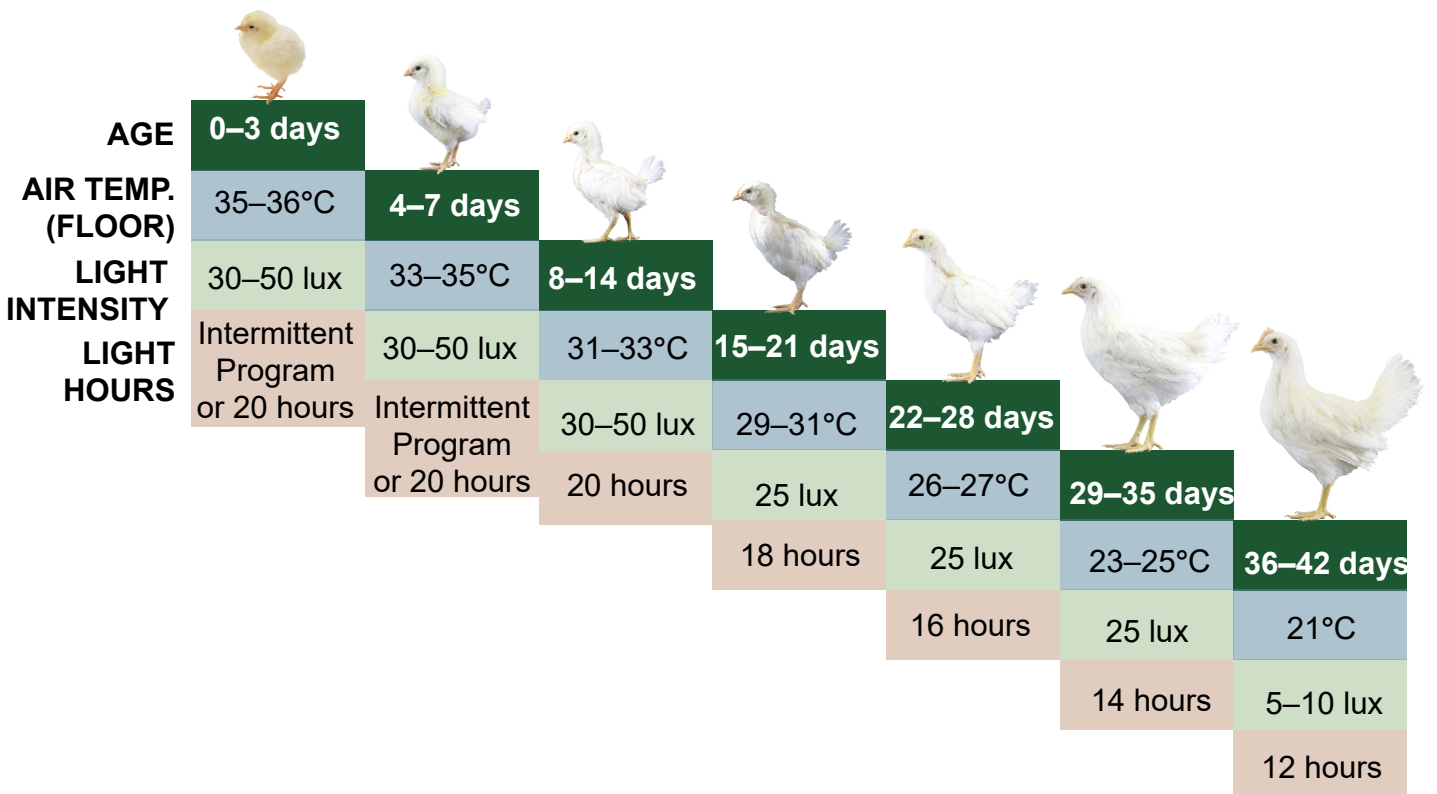 AGE
AIR TEMP.
(FLOOR)
LIGHT
INTENSITY
LIGHT
HOURS
0–3 days
35–36°C
30–50 lux
Intermittent
Program
or 20 hours
4–7 days
33–35°C
30–50 lux
Intermittent
Program
or 20 hours
8–14 days
31–33°C
30–50 lux
20 hours
15–21 days
29–31°C
25 lux
18 hours
22–28 days
26–27°C
25 lux
16 hours
29–35 days
23–25°C
25 lux
14 hours
36–42 days
21°C
5–10 lux
12 hours